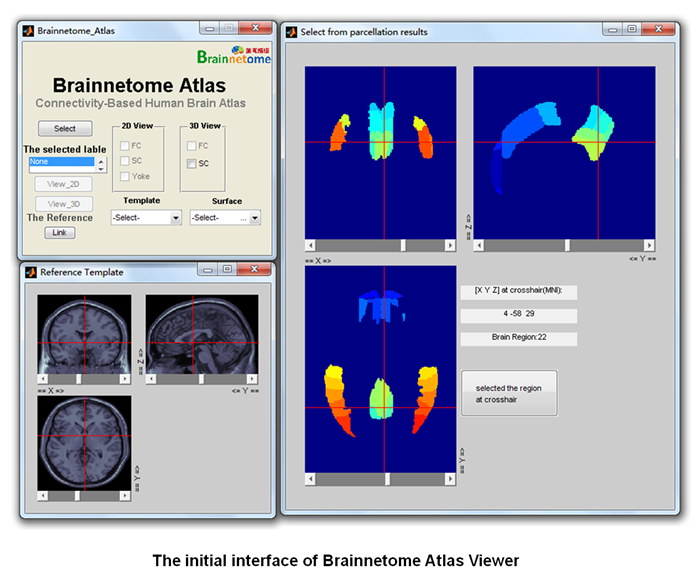 Brainnetome_Atlas
Brainnetome
Brainnetome Atlas
Connectivity-Based Human Brain Atlas
Select
2D View
3D View
FC
FC
The selected lable
None
SC
SC
Yoke
View_2D
View_3D
Template
Surface
The Reference
-Select-
-Select- ...
Link
Reference Template
<= Z ==
== X =>
<= Y ==
<= Y ==
Select from parcellation results
<= Z ==
== X =>
<= Y ==
[X Y Z] at crosshair(MNI):
4 -58 29
Brain Region:22
selected the region
at crosshair
<= Y ==
The initial interface of Brainnetome Atlas Viewer